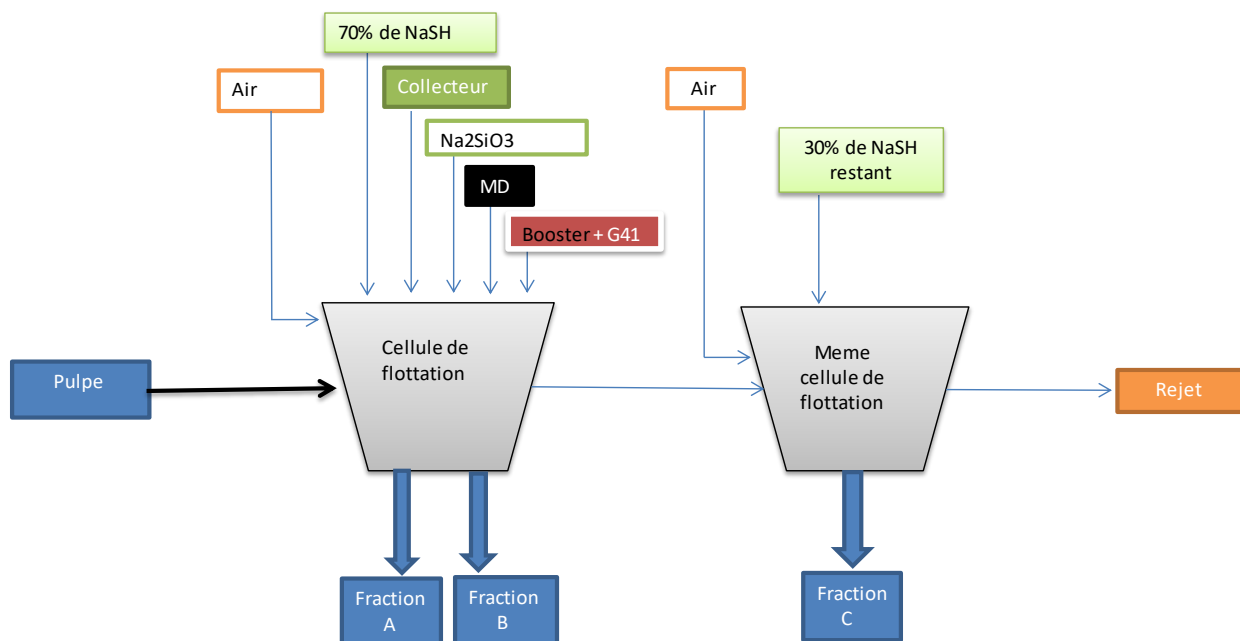 70% de NaSH
Air
Collecteur
Air
Na2SiO3
30% de NaSH
restant
MD
Booster + G41
Cellule de
flottation
Meme
cellule de
flottation
Pulpe
Rejet
Fraction
A
Fraction
B
Fraction
C